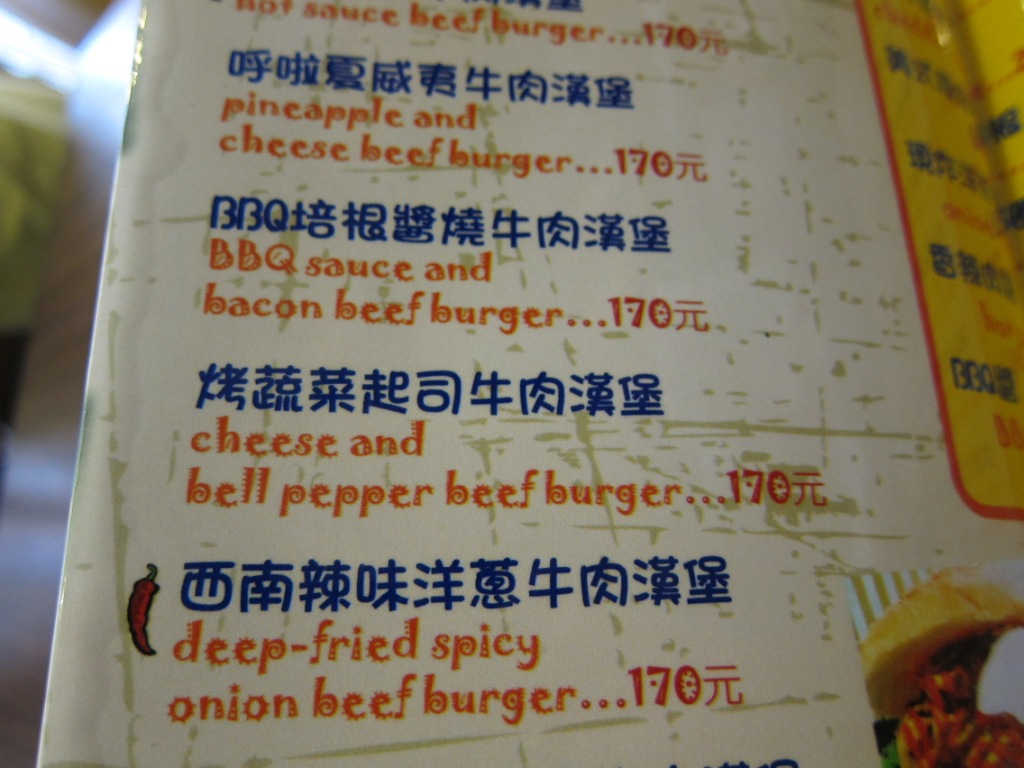 hot sauce beef burger...170元
呼啦夏威夷牛肉漢堡
pineapple and
cheese beef burger...170元
BBQ培根醬燒牛肉漢堡
BBQ sauce and
bacon beef burger...170元
烤蔬菜起司牛肉漢堡
cheese and
bell pepper beef burger...170元
西南辣味洋蔥牛肉漢堡
deep-fried spicy
onion beef burger...170元
BBQ醬